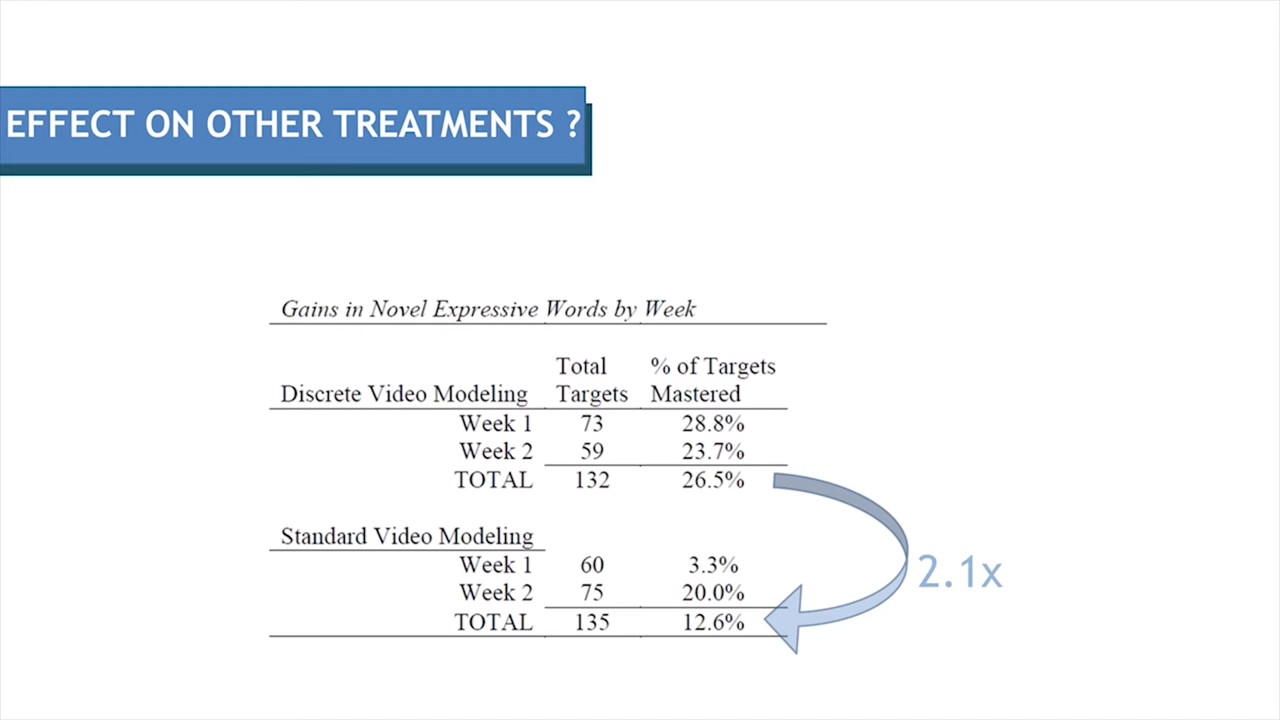 EFFECT ON OTHER TREATMENTS ?
Gains in Novel Expressive Words by Week
Total % of Targets
Discrete Video Modeling Targets Mastered
Week 1 73 28.8%
Week 2 59 23.7%
TOTAL 132 26.5%
Standard Video Modeling
Week 1 60 3.3%
2.1x
Week 2 75 20.0%
TOTAL 135 12.6%